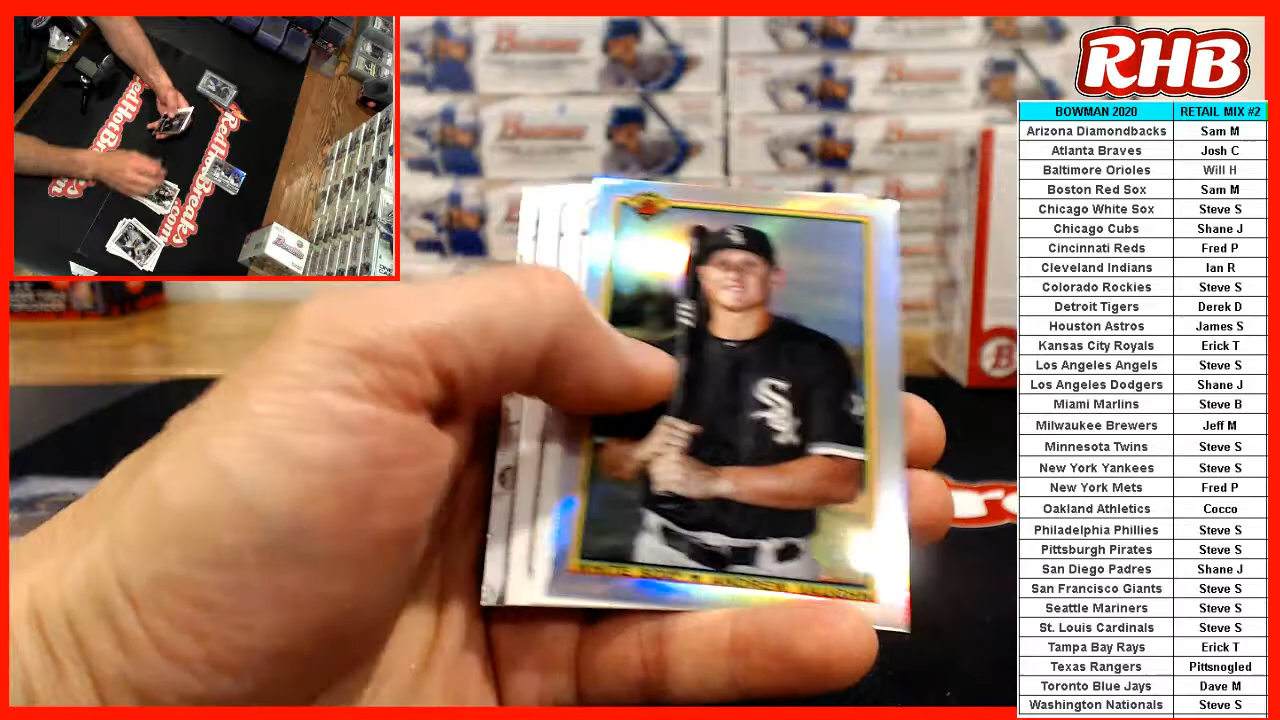 RHB
BOWMAN 2020 RETAIL MIX #2
Arizona Diamondbacks Sam M
Atlanta Braves Josh C
Baltimore Orioles Will H
Boston Red Sox Sam M
Chicago White Sox Steve S
Chicago Cubs Shane J
Cincinnati Reds Fred P
Cleveland Indians Ian R
Colorado Rockies Steve S
Detroit Tigers Derek D
Houston Astros James S
Kansas City Royals Erick T
Los Angeles Angels Steve S
Los Angeles Dodgers Shane J
Miami Marlins Steve B
Milwaukee Brewers Jeff M
Minnesota Twins Steve S
New York Yankees Steve S
New York Mets Fred P
Oakland Athletics Cocco
Philadelphia Phillies Steve S
Pittsburgh Pirates Steve S
San Diego Padres Shane J
San Francisco Giants Steve S
Seattle Mariners Steve S
St. Louis Cardinals Steve S
Tampa Bay Rays Erick T
Texas Rangers Pittsnogled
Toronto Blue Jays Dave M
Washington Nationals Steve S
Bowman
Bowman
RedHotBreaks.com
Sox